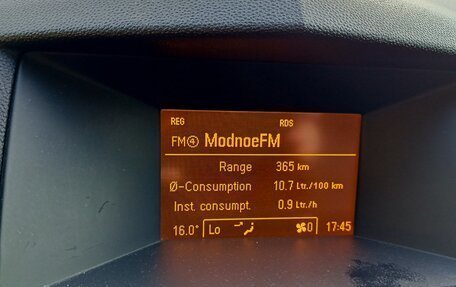 REG RDS
FM④ ModnoeFM
Range 365 km
Ø-Consumption 10.7 Ltr./100 km
Inst. consumpt. 0.9 Ltr./h
16.0° Lo 0 17:45